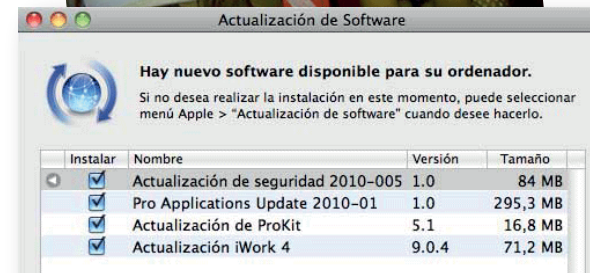 Actualización de Software
Hay nuevo software disponible para su ordenador.
Si no desea realizar la instalación en este momento, puede seleccionar
menú Apple > "Actualización de software" cuando desee hacerlo.
Instalar Nombre Versión Tamaño
Actualización de seguridad 2010-005 1.0 84 MB
Pro Applications Update 2010-01 1.0 295,3 MB
Actualización de ProKit 5.1 16,8 MB
Actualización iWork 4 9.0.4 71,2 MB